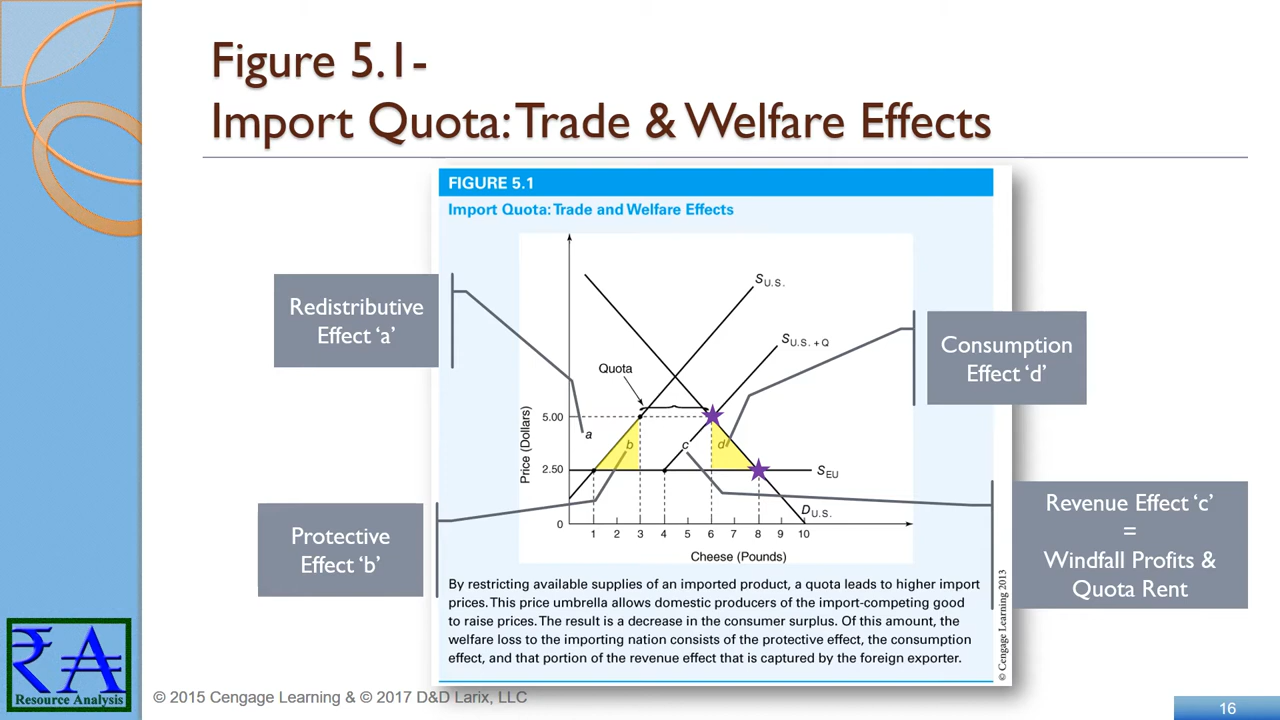 Figure 5.1-
Import Quota: Trade & Welfare Effects
FIGURE 5.1
Import Quota: Trade and Welfare Effects
Redistributive
Effect ‘a’
Protective
Effect ‘b’
Consumption
Effect ‘d’
Revenue Effect ‘c’
=
Windfall Profits &
Quota Rent
S U.S.
S U.S. + Q
Quota
Price (Dollars)
5.00
a
b
c
d
2.50
S EU
D U.S.
0
1 2 3 4 5 6 7 8 9 10
Cheese (Pounds)
By restricting available supplies of an imported product, a quota leads to higher import
prices. This price umbrella allows domestic producers of the import-competing good
to raise prices. The result is a decrease in the consumer surplus. Of this amount, the
welfare loss to the importing nation consists of the protective effect, the consumption
effect, and that portion of the revenue effect that is captured by the foreign exporter.
© Cengage Learning 2013
₹A
Resource Analysis
© 2015 Cengage Learning & © 2017 D&D Larix, LLC
16